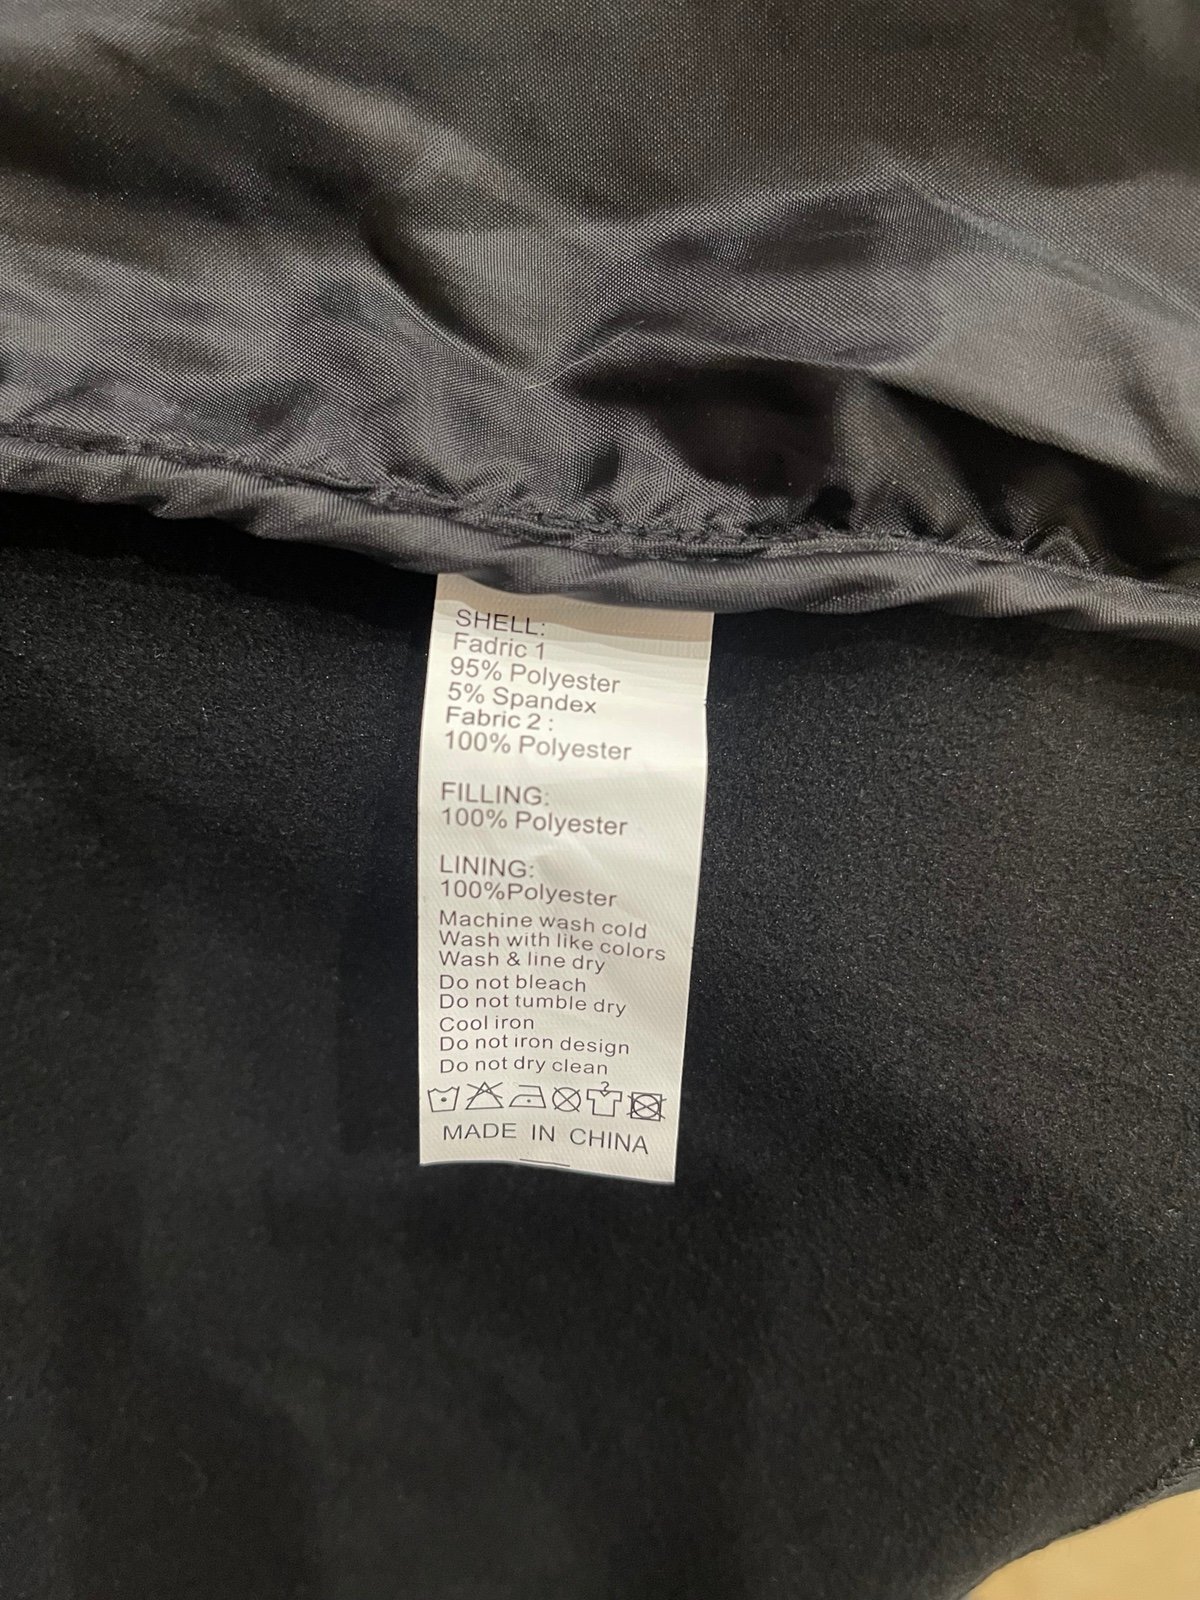 SHELL:
Fadric 1
95% Polyester
5% Spandex
Fabric 2 :
100% Polyester
FILLING:
100% Polyester
LINING:
100%Polyester
Machine wash cold
Wash with like colors
Wash & line dry
Do not bleach
Do not tumble dry
Cool iron
Do not iron design
Do not dry clean
2
MADE IN CHINA